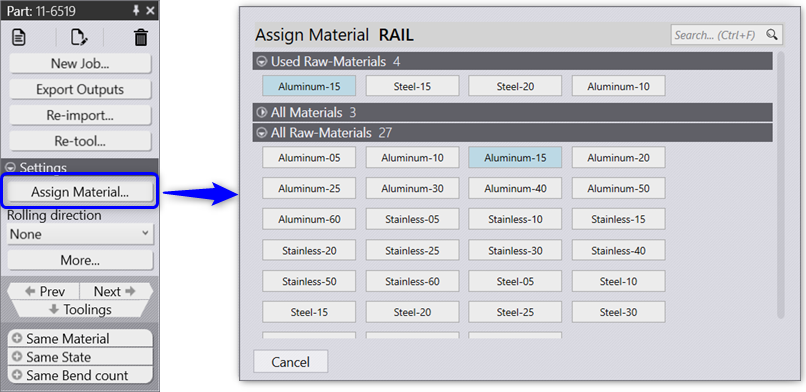 Part: 11-6519
New Job...
Export Outputs
Re-import...
Re-tool...
Settings
Assign Material...
Rolling direction
None
More...
Prev Next
Toolings
Same Material
Same State
Same Bend count
Assign Material RAIL
Search... (Ctrl+F)
Used Raw-Materials 4
Aluminum-15 Steel-15 Steel-20 Aluminum-10
All Materials 3
All Raw-Materials 27
Aluminum-05 Aluminum-10 Aluminum-15 Aluminum-20
Aluminum-25 Aluminum-30 Aluminum-40 Aluminum-50
Aluminum-60 Stainless-05 Stainless-10 Stainless-15
Stainless-20 Stainless-25 Stainless-30 Stainless-40
Stainless-50 Stainless-60 Steel-05 Steel-10
Steel-15 Steel-20 Steel-25 Steel-30
Cancel